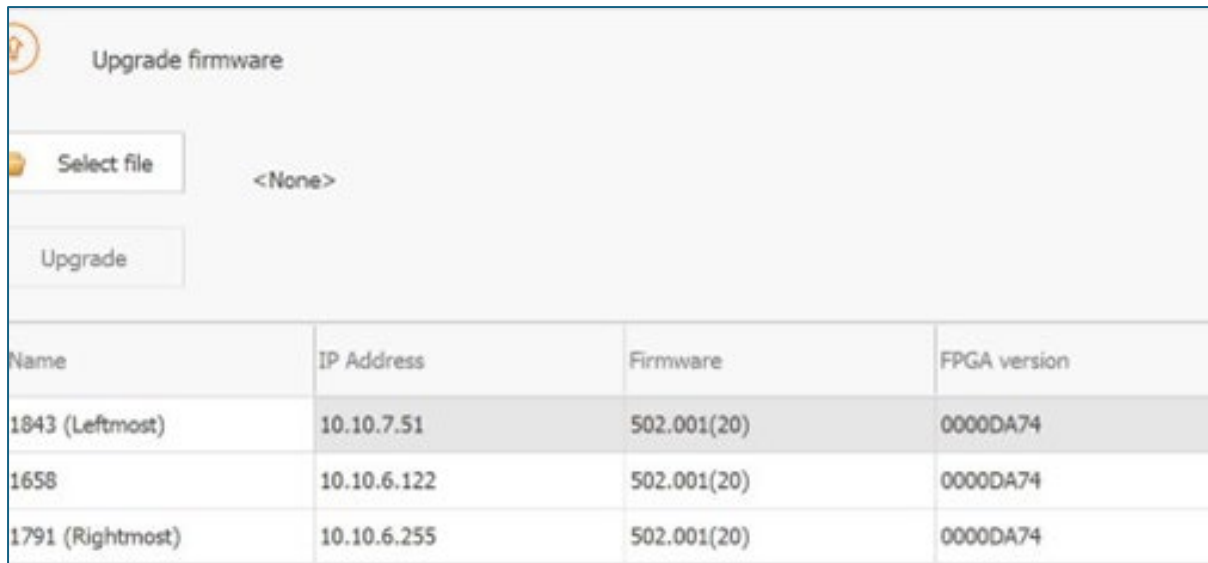 Upgrade firmware
Select file
<None>
Upgrade
Name IP Address Firmware FPGA version
1843 (Leftmost) 10.10.7.51 502.001(20) 0000DA74
1658 10.10.6.122 502.001(20) 0000DA74
1791 (Rightmost) 10.10.6.255 502.001(20) 0000DA74